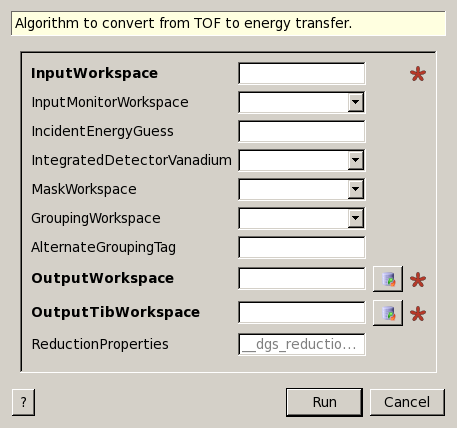 Algorithm to convert from TOF to energy transfer.
InputWorkspace
InputMonitorWorkspace
IncidentEnergyGuess
IntegratedDetectorVanadium
MaskWorkspace
GroupingWorkspace
AlternateGroupingTag
OutputWorkspace
OutputTibWorkspace
ReductionProperties __dgs_reductio...
? Run Cancel